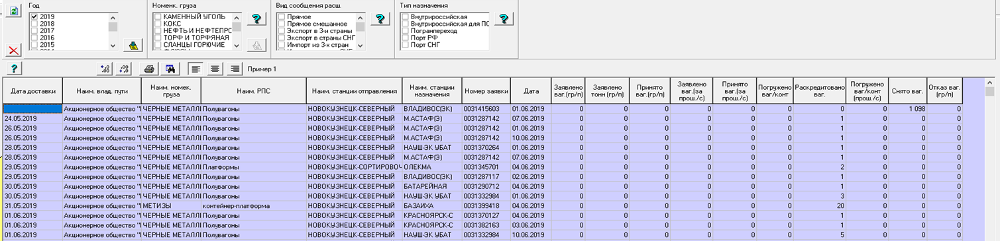 Год
2019
2018
2017
2016
2015
Номенк. груза
КАМЕННЫЙ УГОЛЬ
КОКС
НЕФТЬ И НЕФТЕПРС
ТОРФ И ТОРФЯНАЯ
СЛАНЦЫ ГОРЮЧИЕ
Вид сообщения расш.
Прямое
Прямое смешанное
Экспорт в 3-и страны
Экспорт в страны СНГ
Импорт из 3-х стран
Тип назначения
Внутрироссийская
Внутрироссийская для ПО
Погранпереход
Порт РФ
Порт СНГ
Пример 1
Дата доставки Наим. влад. пути Наим. номек. груза Наим. РПС Наим. станции отправления Наим. станции назначения Номер заявки Дата Заявлено ваг.(гр/п) Заявлено тонн (гр/п) Принято ваг.(гр/п) Заявлено ваг.(за прош./с) Принято ваг.(за прош./с) Погружено ваг/конт Раскредитовано ваг. Погружено ваг/конт (прош./с) Снято ваг. Отказ ваг. (гр/п)
Акционерное общество "І ЧЕРНЫЕ МЕТАЛЛІ Полувагоны НОВОКУЗНЕЦК-СЕВЕРНЫЙ ВЛАДИВОС(ЭК) 0031415603 01.06.2019 0 0 0 0 0 0 0 0 1 098 0
24.05.2019 Акционерное общество "І ЧЕРНЫЕ МЕТАЛЛІ Полувагоны НОВОКУЗНЕЦК-СЕВЕРНЫЙ М.АСТАФ(Э) 0031287142 07.06.2019 0 0 0 0 0 0 1 0 0 0
26.05.2019 Акционерное общество "І ЧЕРНЫЕ МЕТАЛЛІ Полувагоны НОВОКУЗНЕЦК-СЕВЕРНЫЙ М.АСТАФ(Э) 0031287142 01.06.2019 0 0 0 0 0 0 1 0 0 0
26.05.2019 Акционерное общество "І ЧЕРНЫЕ МЕТАЛЛІ Полувагоны НОВОКУЗНЕЦК-СЕВЕРНЫЙ М.АСТАФ(Э) 0031287142 10.06.2019 0 0 0 0 0 0 1 0 0 0
28.05.2019 Акционерное общество "І ЧЕРНЫЕ МЕТАЛЛІ Полувагоны НОВОКУЗНЕЦК-СЕВЕРНЫЙ НАУШ-ЭК УБАТ 0031370264 01.06.2019 0 0 0 0 0 0 1 0 0 0
28.05.2019 Акционерное общество "І ЧЕРНЫЕ МЕТАЛЛІ Полувагоны НОВОКУЗНЕЦК-СЕВЕРНЫЙ М.АСТАФ(Э) 0031287142 07.06.2019 0 0 0 0 0 0 1 0 0 0
29.05.2019 Акционерное общество "І ЧЕРНЫЕ МЕТАЛЛІ Платформы НОВОКУЗНЕЦК-СОРТИРОВОЧ ОЛЕКМА 0031345701 04.06.2019 0 0 0 0 0 0 2 0 0 0
29.05.2019 Акционерное общество "І ЧЕРНЫЕ МЕТАЛЛІ Полувагоны НОВОКУЗНЕЦК-СЕВЕРНЫЙ ВЛАДИВОС(ЭК) 0031287117 02.06.2019 0 0 0 0 0 0 1 0 0 0
30.05.2019 Акционерное общество "І ЧЕРНЫЕ МЕТАЛЛІ Полувагоны НОВОКУЗНЕЦК-СЕВЕРНЫЙ БАТАРЕЙНАЯ 0031290712 04.06.2019 0 0 0 0 0 0 1 0 0 0
30.05.2019 Акционерное общество "І ЧЕРНЫЕ МЕТАЛЛІ Полувагоны НОВОКУЗНЕЦК-СЕВЕРНЫЙ НАУШ-ЭК УБАТ 0031332984 01.06.2019 0 0 0 0 0 0 3 0 0 0
31.05.2019 Акционерное общество "І МЕТИЗЫ контейнер-платформа НОВОКУЗНЕЦК-СЕВЕРНЫЙ БАЗАИХА 0031399418 04.06.2019 0 0 0 0 0 0 20 0 0 0
01.06.2019 Акционерное общество "І ЧЕРНЫЕ МЕТАЛЛІ Полувагоны НОВОКУЗНЕЦК-СЕВЕРНЫЙ КРАСНОЯРСК-С 0031370127 04.06.2019 0 0 0 0 0 0 1 0 0 0
01.06.2019 Акционерное общество "І ЧЕРНЫЕ МЕТАЛЛІ Полувагоны НОВОКУЗНЕЦК-СЕВЕРНЫЙ КРАСНОЯРСК-С 0031382163 03.06.2019 0 0 0 0 0 0 1 0 0 0
01.06.2019 Акционерное общество "І ЧЕРНЫЕ МЕТАЛЛІ Полувагоны НОВОКУЗНЕЦК-СЕВЕРНЫЙ НАУШ-ЭК УБАТ 0031332984 10.06.2019 0 0 0 0 0 0 5 0 0 0